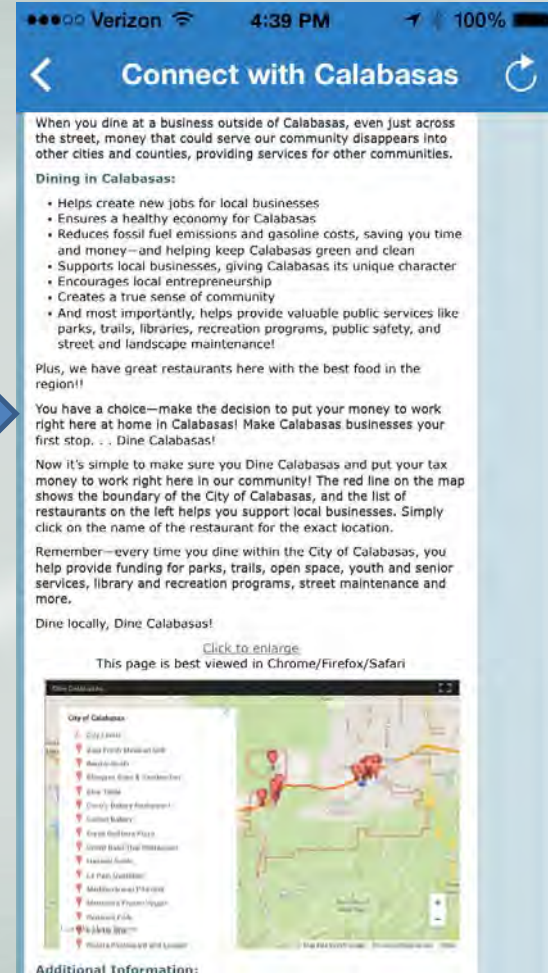 Verizon 4:39 PM 100%
Connect with Calabasas
When you dine at a business outside of Calabasas, even just across
the street, money that could serve our community disappears into
other cities and counties, providing services for other communities.
Dining in Calabasas:
• Helps create new jobs for local businesses
• Ensures a healthy economy for Calabasas
• Reduces fossil fuel emissions and gasoline costs, saving you time
and money—and helping keep Calabasas green and clean
• Supports local businesses, giving Calabasas its unique character
• Encourages local entrepreneurship
• Creates a true sense of community
• And most importantly, helps provide valuable public services like
parks, trails, libraries, recreation programs, public safety, and
street and landscape maintenance!
Plus, we have great restaurants here with the best food in the
region!!
You have a choice—make the decision to put your money to work
right here at home in Calabasas! Make Calabasas businesses your
first stop. . . Dine Calabasas!
Now it's simple to make sure you Dine Calabasas and put your tax
money to work right here in our community! The red line on the map
shows the boundary of the City of Calabasas, and the list of
restaurants on the left helps you support local businesses. Simply
click on the name of the restaurant for the exact location.
Remember—every time you dine within the City of Calabasas, you
help provide funding for parks, trails, open space, youth and senior
services, library and recreation programs, street maintenance and
more.
Dine locally, Dine Calabasas!
Click to enlarge
This page is best viewed in Chrome/Firefox/Safari
Dine Calabasas
City of Calabasas
City Limits
Baja Fresh Mexican Grill
Blue Table
Corner Bakery
Additional Information: